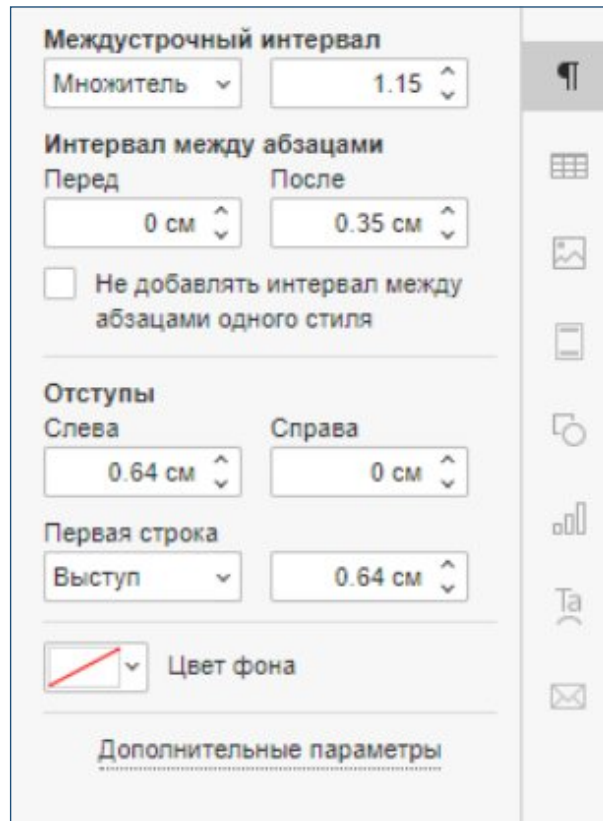 Междустрочный интервал
Множитель 1.15
Интервал между абзацами
Перед После
0 см 0.35 см
Не добавлять интервал между
абзацами одного стиля
Отступы
Слева Справа
0.64 см 0 см
Первая строка
Выступ 0.64 см
Цвет фона
Дополнительные параметры
¶
Ta